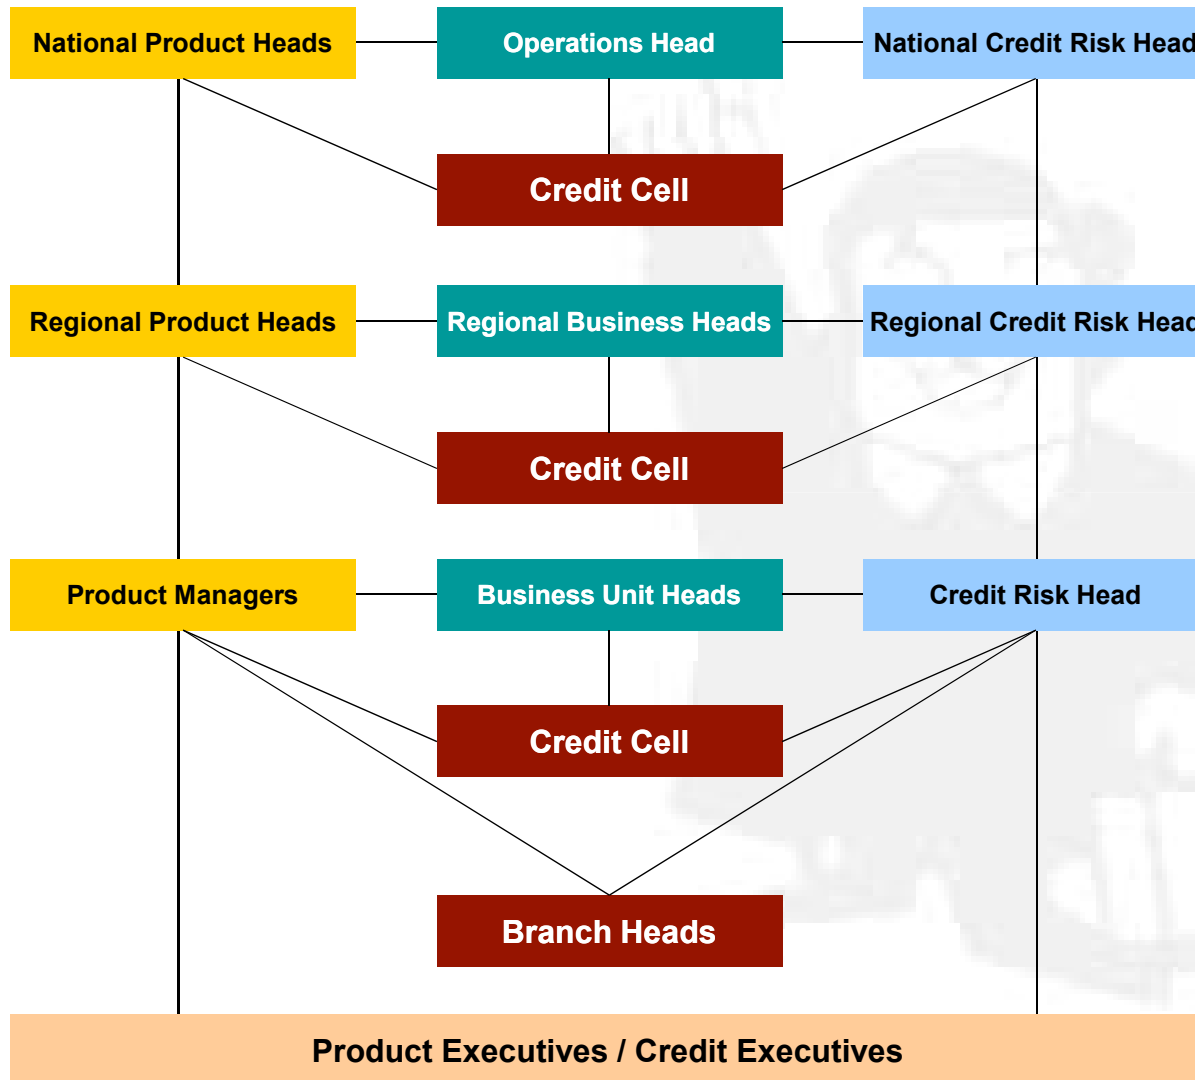 National Product Heads
Operations Head
National Credit Risk Head
Credit Cell
Regional Product Heads
Regional Business Heads
Regional Credit Risk Head
Credit Cell
Product Managers
Business Unit Heads
Credit Risk Head
Credit Cell
Branch Heads
Product Executives / Credit Executives